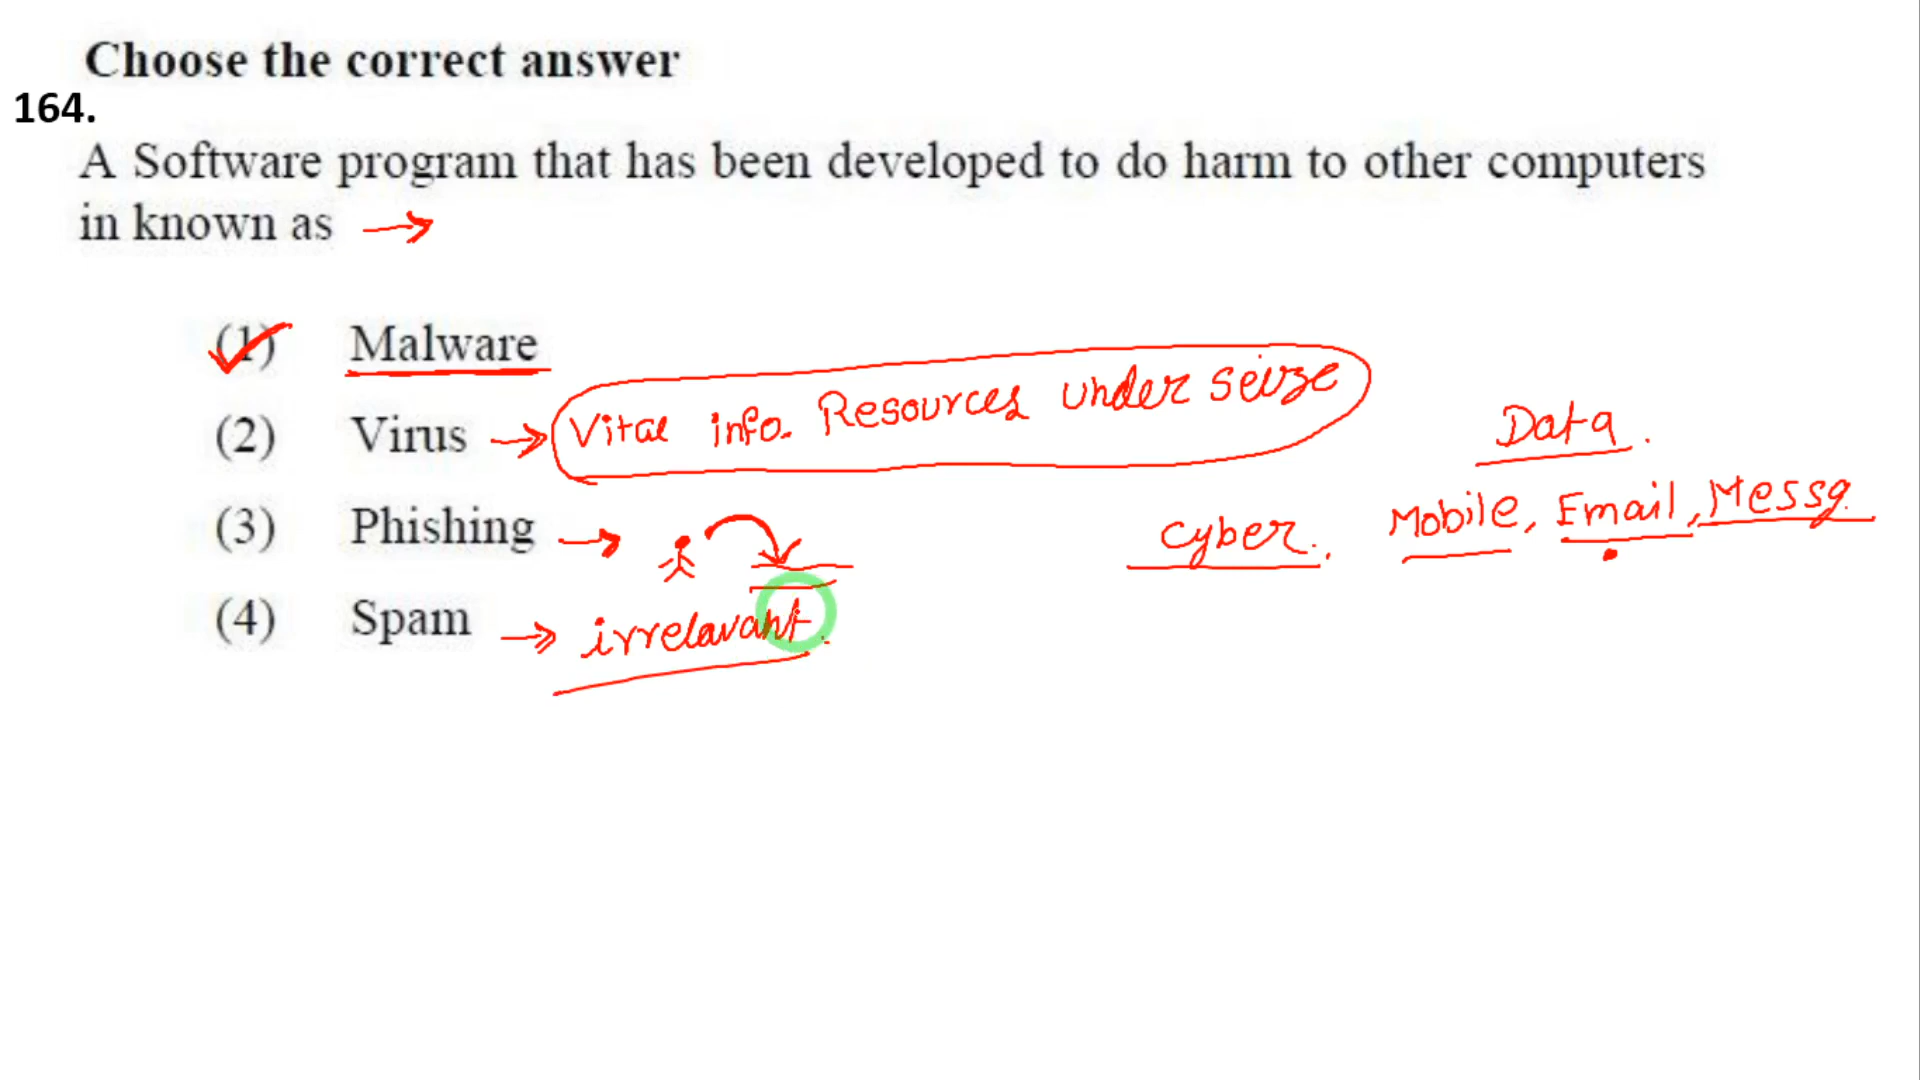 Choose the correct answer
164.
A Software program that has been developed to do harm to other computers
in known as →
(1) Malware
(2) Virus → Vital info. Resources under seize
Data.
(3) Phishing →
Cyber. Mobile, Email, Messg.
(4) Spam → irrelavant.